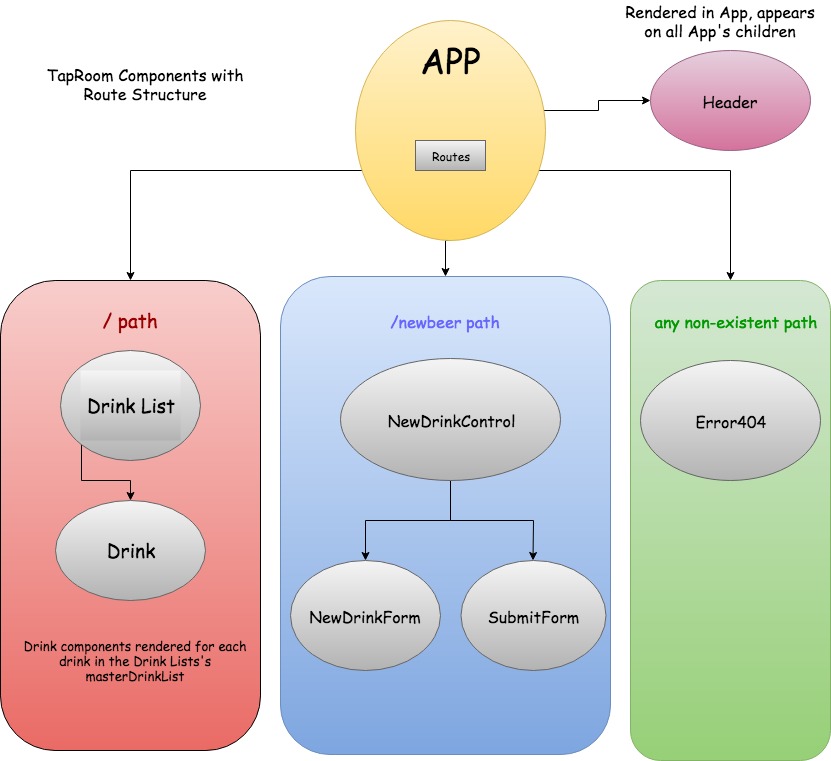 Rendered in App, appears
on all App's children
TapRoom Components with
Route Structure
APP
Header
Routes
/ path
/newbeer path
any non-existent path
Drink List
NewDrinkControl
Error404
Drink
NewDrinkForm
SubmitForm
Drink components rendered for each
drink in the Drink Lists's
masterDrinkList